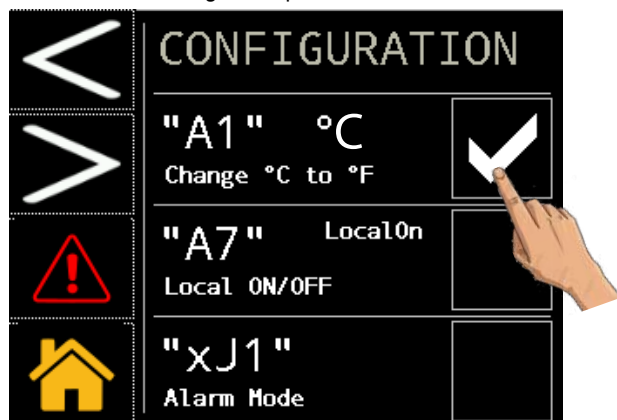 CONFIGURATION
"A1" °C
Change °C to °F
"A7" LocalOn
Local ON/OFF
"xJ1"
Alarm Mode